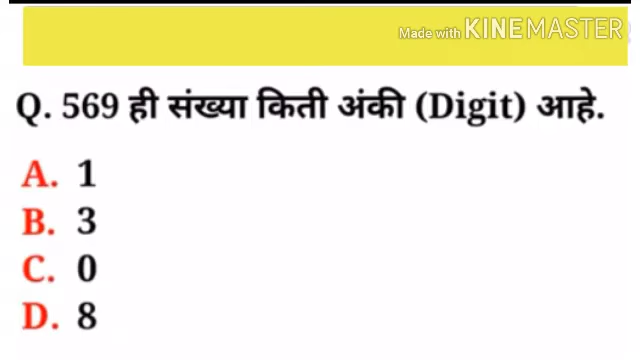 Made with KINEMASTER
Q. 569 ही संख्या किती अंकी (Digit) आहे.
A. 1
B. 3
C. 0
D. 8